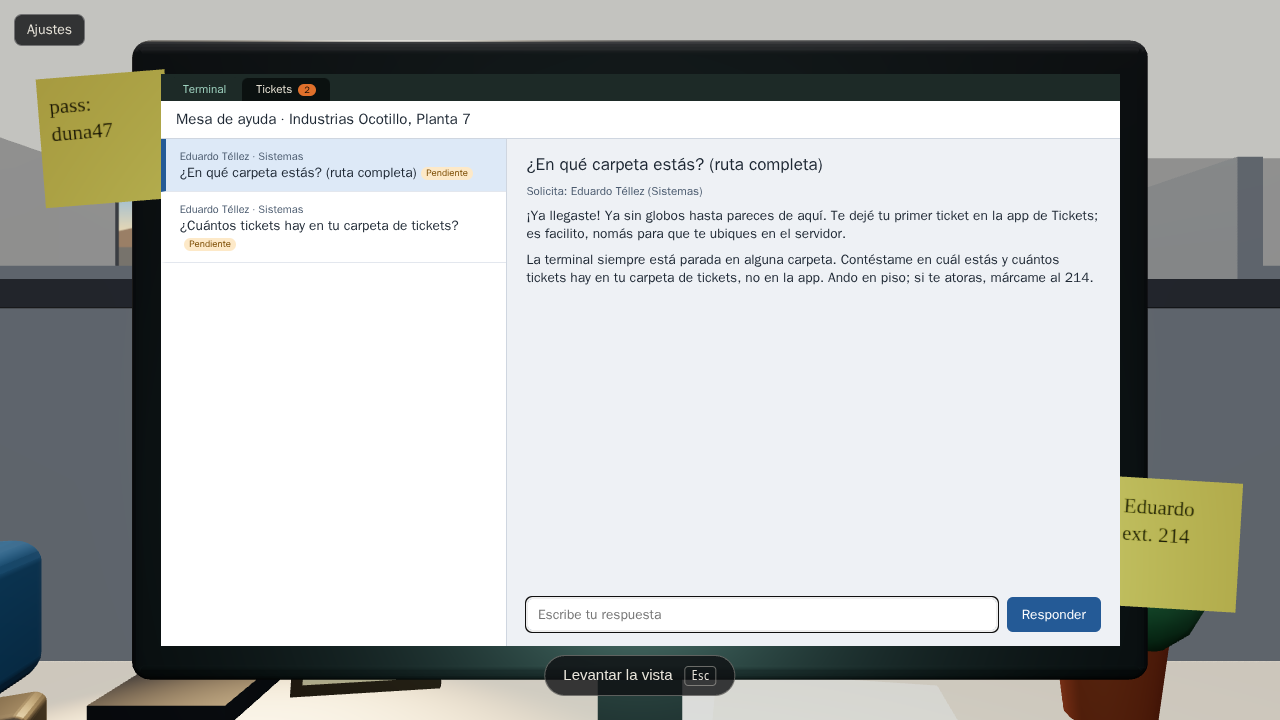 Ajustes
pass:
duna47
Terminal
Tickets 2
Mesa de ayuda · Industrias Ocotillo, Planta 7
Eduardo Téllez · Sistemas
¿En qué carpeta estás? (ruta completa) Pendiente
Eduardo Téllez · Sistemas
¿Cuántos tickets hay en tu carpeta de tickets?
Pendiente
¿En qué carpeta estás? (ruta completa)
Solicita: Eduardo Téllez (Sistemas)
¡Ya llegaste! Ya sin globos hasta pareces de aquí. Te dejé tu primer ticket en la app de Tickets;
es facilito, nomás para que te ubiques en el servidor.
La terminal siempre está parada en alguna carpeta. Contéstame en cuál estás y cuántos
tickets hay en tu carpeta de tickets, no en la app. Ando en piso; si te atoras, márcame al 214.
Eduardo
ext. 214
Escribe tu respuesta
Responder
Levantar la vista Esc